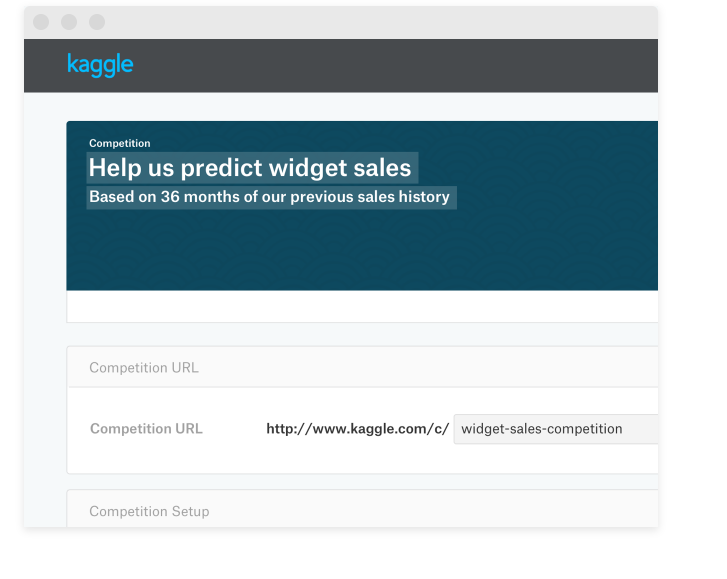 kaggle
Competition
Help us predict widget sales
Based on 36 months of our previous sales history
Competition URL
Competition URL http://www.kaggle.com/c/ widget-sales-competition
Competition Setup